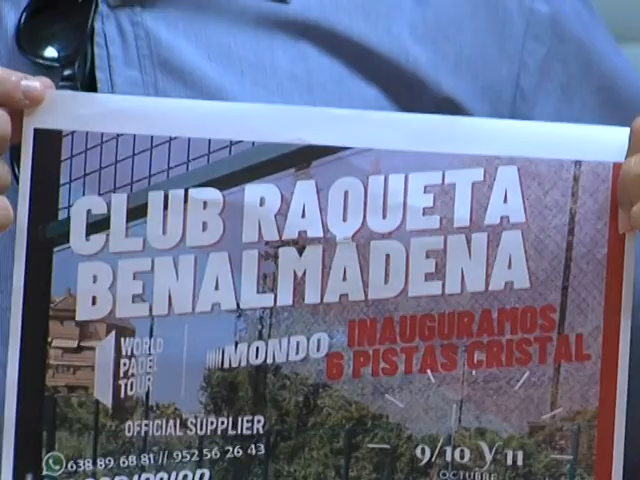 CLUB RAQUETA
BENALMADENA
WORLD
PADEL
TOUR
MONDO
INAUGURAMOS
6 PISTAS CRISTAL
OFFICIAL SUPPLIER
638 89 68 81 // 952 56 26 43
9/10 Y 11
OCTUBRE